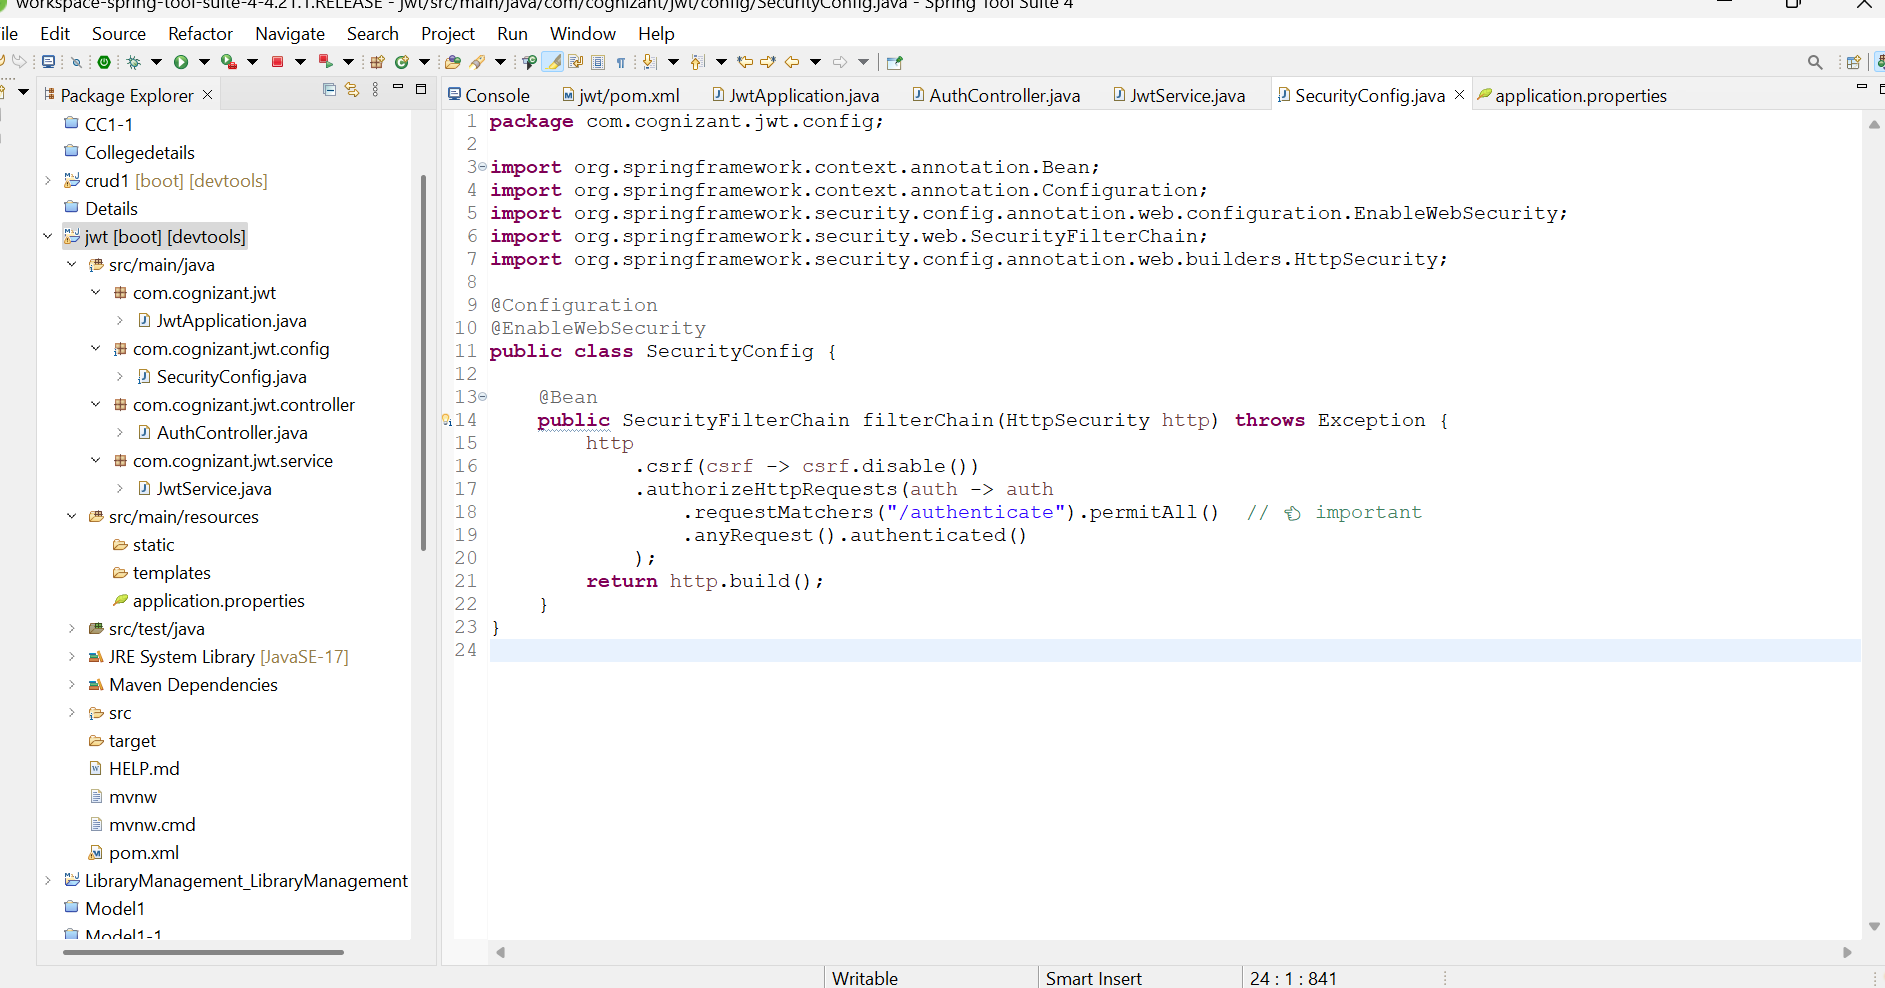 workspace-spring-tool-suite-4-4.21.1.RELEASE - jwt/src/main/java/com/cognizant/jwt/config/SecurityConfig.java - Spring Tool Suite 4
ile Edit Source Refactor Navigate Search Project Run Window Help
Package Explorer
CC1-1
Collegedetails
crud1 [boot] [devtools]
Details
jwt [boot] [devtools]
src/main/java
com.cognizant.jwt
JwtApplication.java
com.cognizant.jwt.config
SecurityConfig.java
com.cognizant.jwt.controller
AuthController.java
com.cognizant.jwt.service
JwtService.java
src/main/resources
static
templates
application.properties
src/test/java
JRE System Library [JavaSE-17]
Maven Dependencies
src
target
HELP.md
mvnw
mvnw.cmd
pom.xml
LibraryManagement_LibraryManagement
Model1
Model1-1
Console jwt/pom.xml JwtApplication.java AuthController.java JwtService.java SecurityConfig.java application.properties
1 package com.cognizant.jwt.config;
2
3 import org.springframework.context.annotation.Bean;
4 import org.springframework.context.annotation.Configuration;
5 import org.springframework.security.config.annotation.web.configuration.EnableWebSecurity;
6 import org.springframework.security.web.SecurityFilterChain;
7 import org.springframework.security.config.annotation.web.builders.HttpSecurity;
8
9 @Configuration
10 @EnableWebSecurity
11 public class SecurityConfig {
12
13     @Bean
14     public SecurityFilterChain filterChain(HttpSecurity http) throws Exception {
15         http
16             .csrf(csrf -> csrf.disable())
17             .authorizeHttpRequests(auth -> auth
18                 .requestMatchers("/authenticate").permitAll()  // 👈 important
19                 .anyRequest().authenticated()
20             );
21         return http.build();
22     }
23 }
24
Writable Smart Insert 24 : 1 : 841